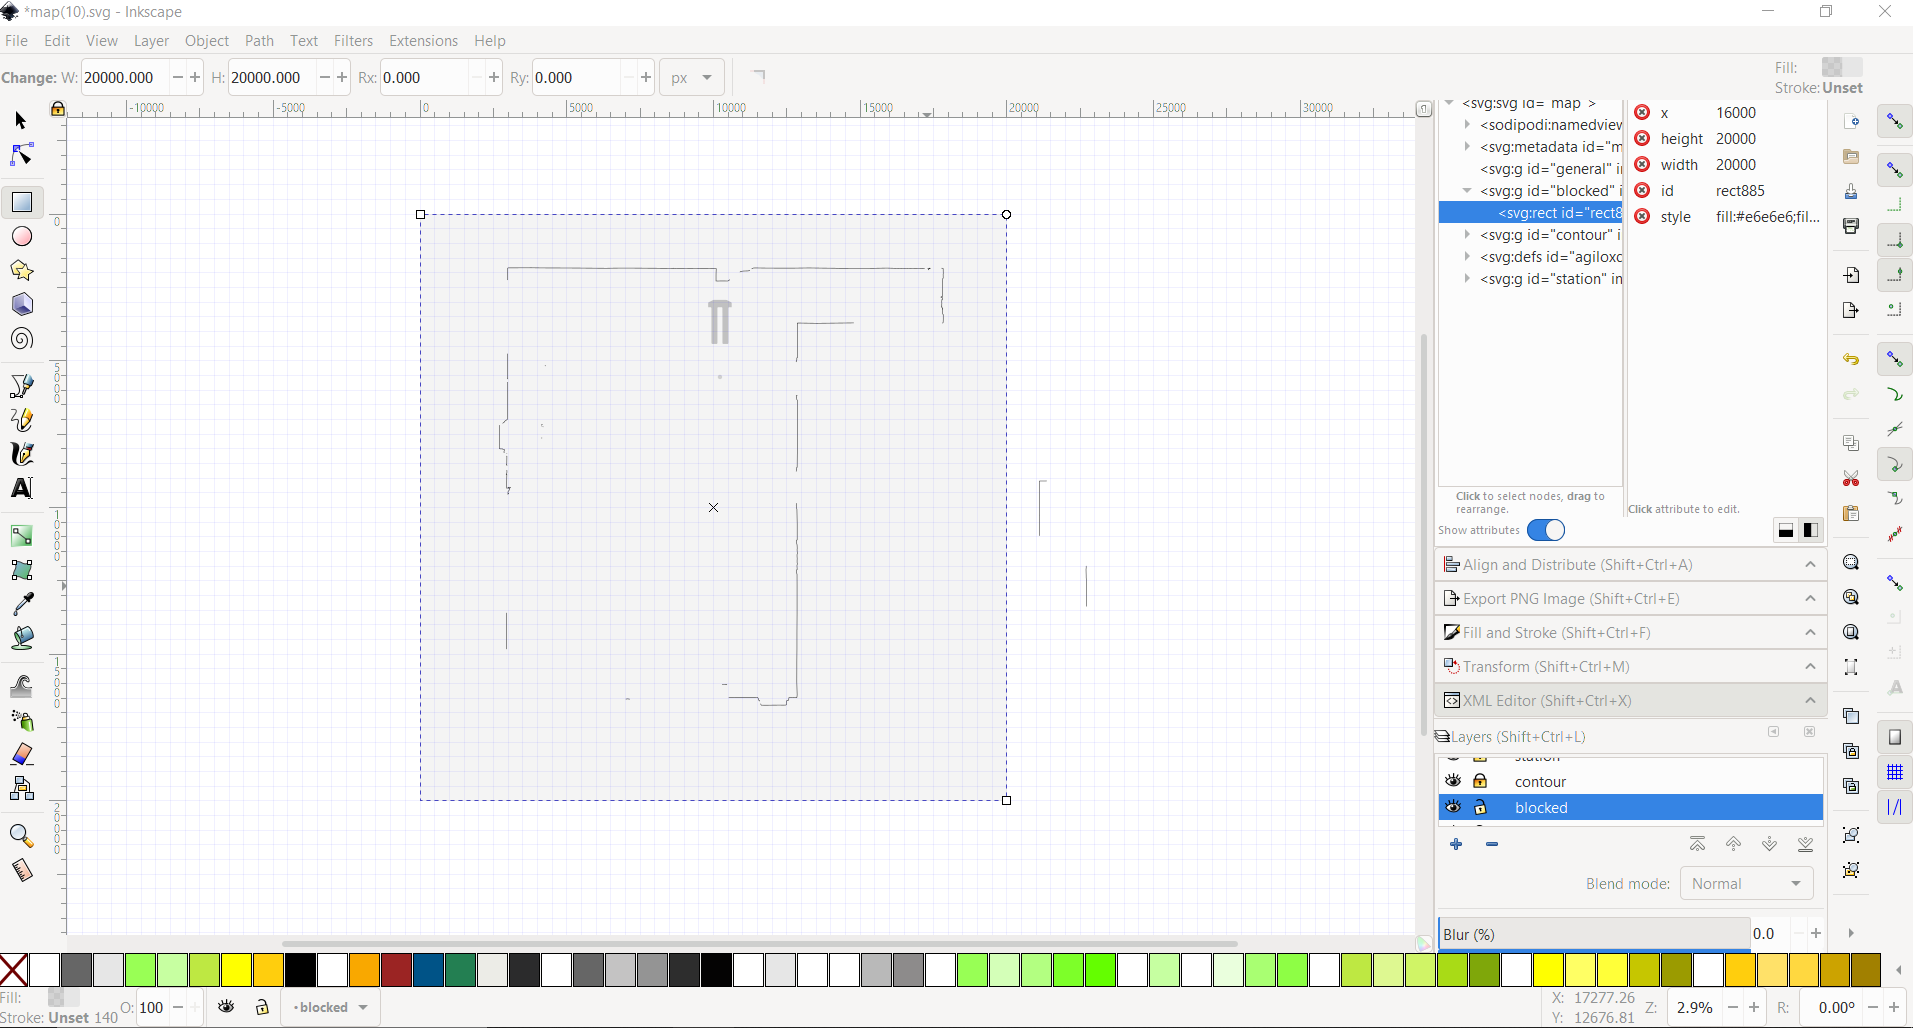 *map(10).svg - Inkscape
File Edit View Layer Object Path Text Filters Extensions Help
Change: W: 20000.000 − + H: 20000.000 − + Rx: 0.000 + Ry: 0.000 + px
Fill:
Stroke: Unset
-10000 -5000 0 5000 10000 15000 20000 25000 30000
0
5000
10000
15000
20000
<svg:svg id="map">
<sodipodi:namedview
<svg:metadata id="m
<svg:g id="general" i
<svg:g id="blocked" i
<svg:rect id="rect8
<svg:g id="contour" i
<svg:defs id="agiloxc
<svg:g id="station" in
x 16000
height 20000
width 20000
id rect885
style fill:#e6e6e6;fil...
Click to select nodes, drag to
rearrange.
Click attribute to edit.
Show attributes
Align and Distribute (Shift+Ctrl+A)
Export PNG Image (Shift+Ctrl+E)
Fill and Stroke (Shift+Ctrl+F)
Transform (Shift+Ctrl+M)
XML Editor (Shift+Ctrl+X)
Layers (Shift+Ctrl+L)
station
contour
blocked
Blend mode: Normal
Blur (%) 0.0 − +
Fill:
Stroke: Unset 140
O: 100 − +
•blocked
X: 17277.26
Y: 12676.81
Z: 2.9% − +
R: 0.00° − +